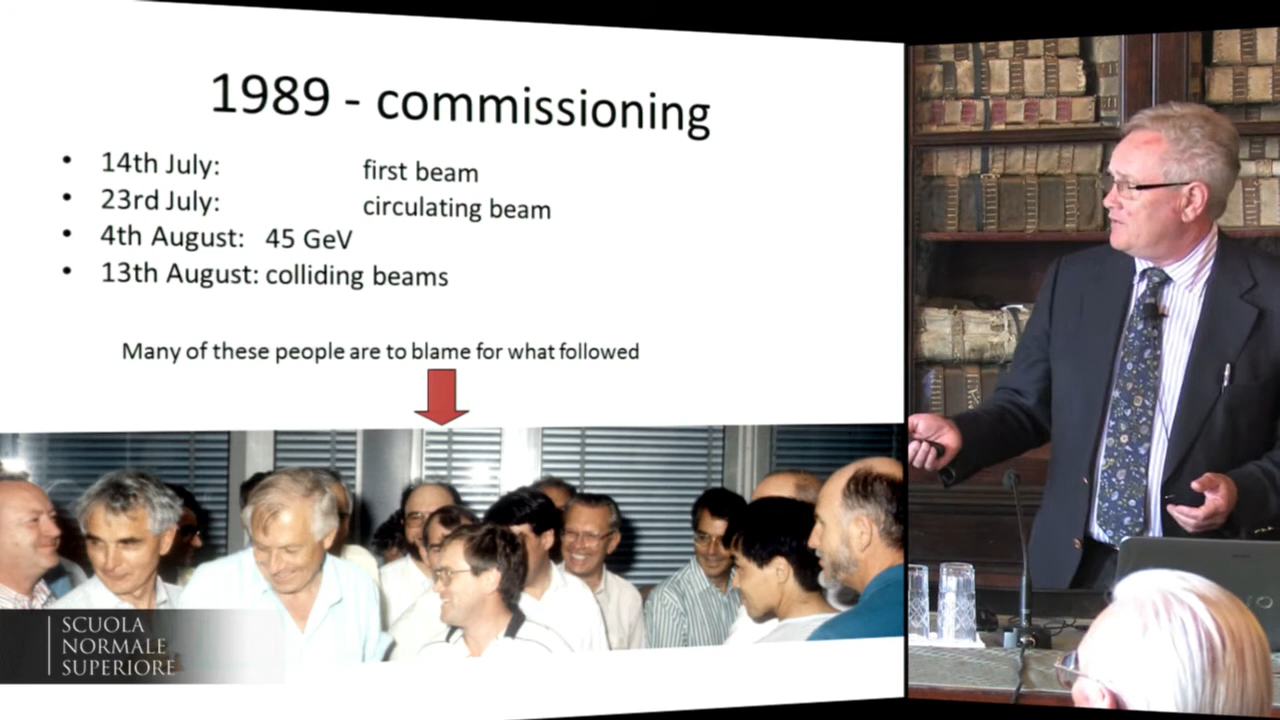 1989 - commissioning
• 14th July: first beam
• 23rd July: circulating beam
• 4th August: 45 GeV
• 13th August: colliding beams
Many of these people are to blame for what followed
SCUOLA
NORMALE
SUPERIORE